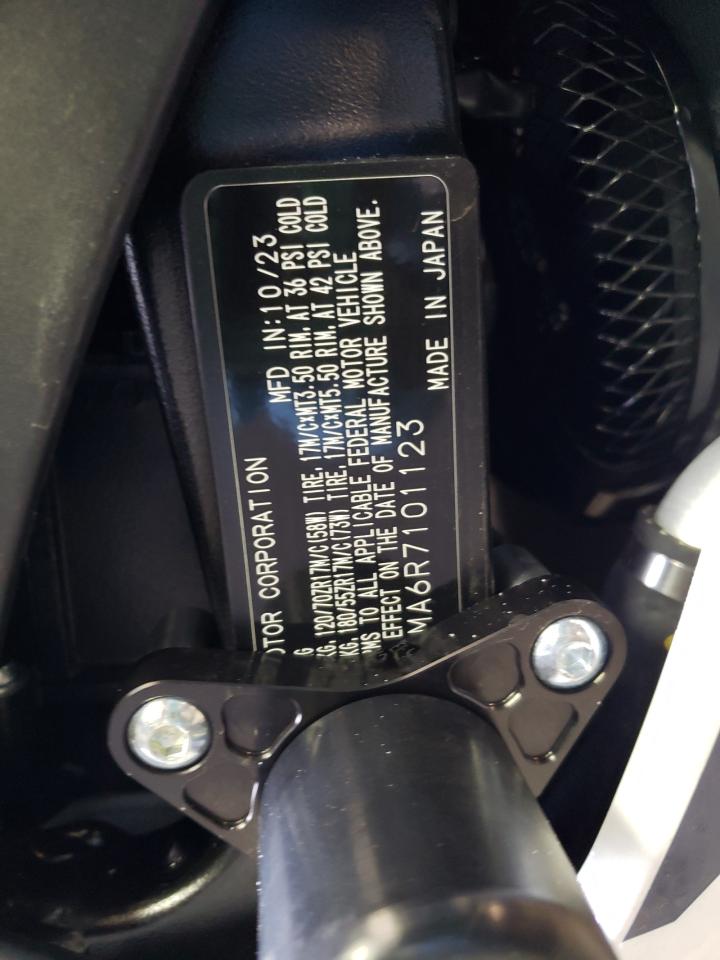 OTOR CORPORATION MFD IN:10/23
G
KG. 120/70ZR17M/C(58W) TIRE, 17M/C×MT3.50 RIM, AT 36 PSI COLD
KG. 180/55ZR17M/C(73W) TIRE, 17M/C×MT5.50 RIM, AT 42 PSI COLD
MS TO ALL APPLICABLE FEDERAL MOTOR VEHICLE
EFFECT ON THE DATE OF MANUFACTURE SHOWN ABOVE.
MA6R7101123
MADE IN JAPAN